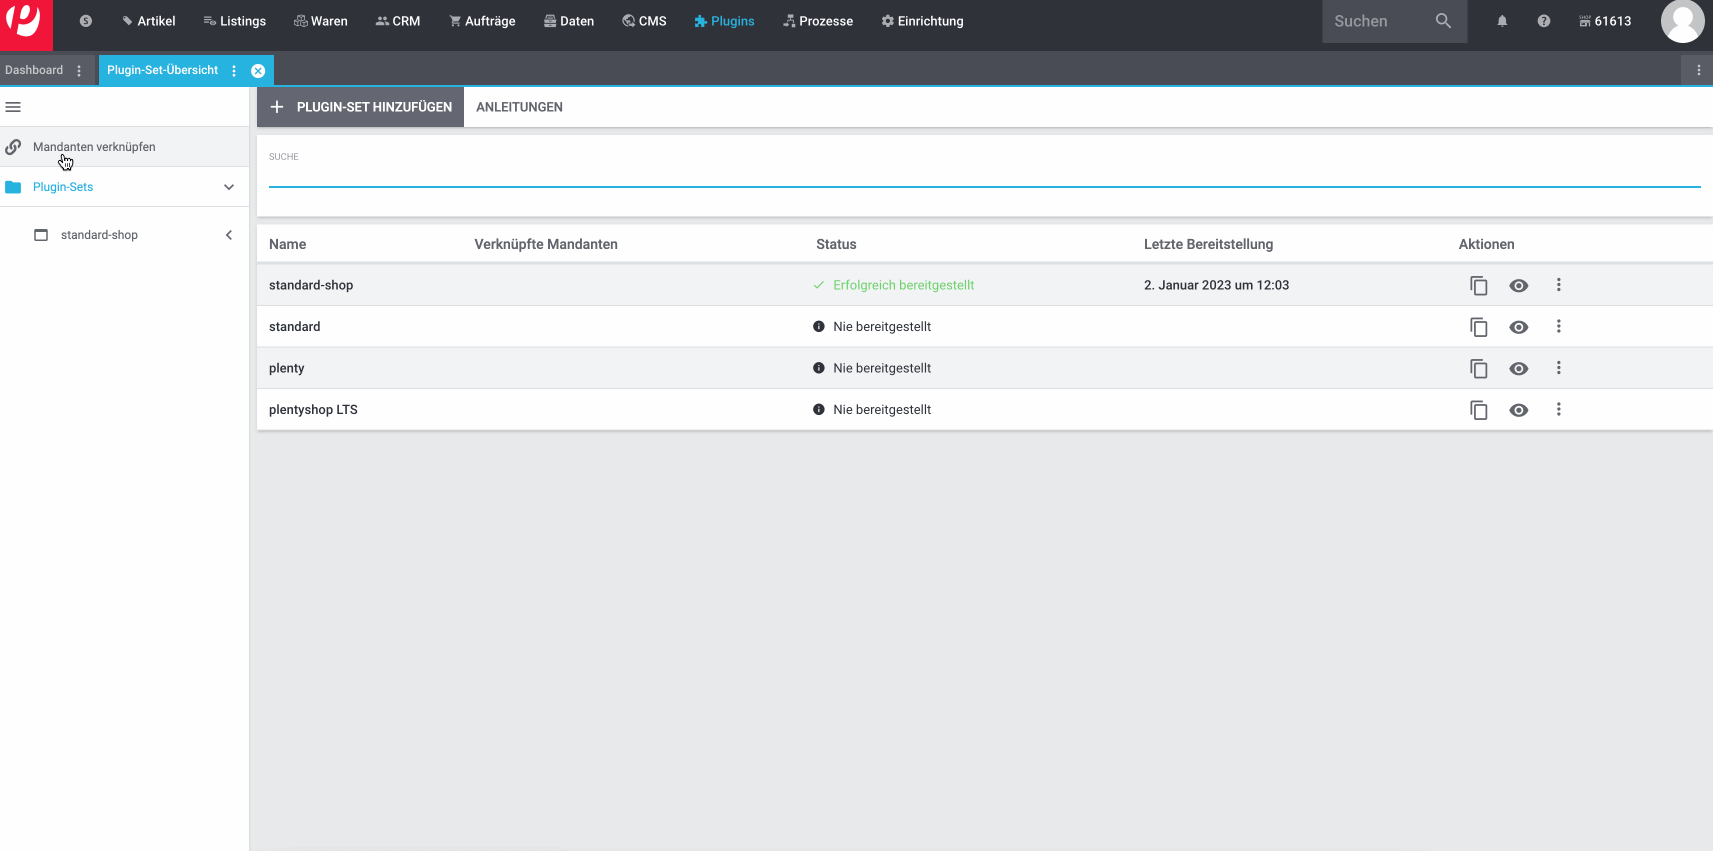 Artikel Listings Waren CRM Aufträge Daten CMS Plugins Prozesse Einrichtung Suchen SHOP 61613
Dashboard Plugin-Set-Übersicht
PLUGIN-SET HINZUFÜGEN ANLEITUNGEN
Mandanten verknüpfen
Plugin-Sets
standard-shop
SUCHE
Name Verknüpfte Mandanten Status Letzte Bereitstellung Aktionen
standard-shop Erfolgreich bereitgestellt 2. Januar 2023 um 12:03
standard Nie bereitgestellt
plenty Nie bereitgestellt
plentyshop LTS Nie bereitgestellt